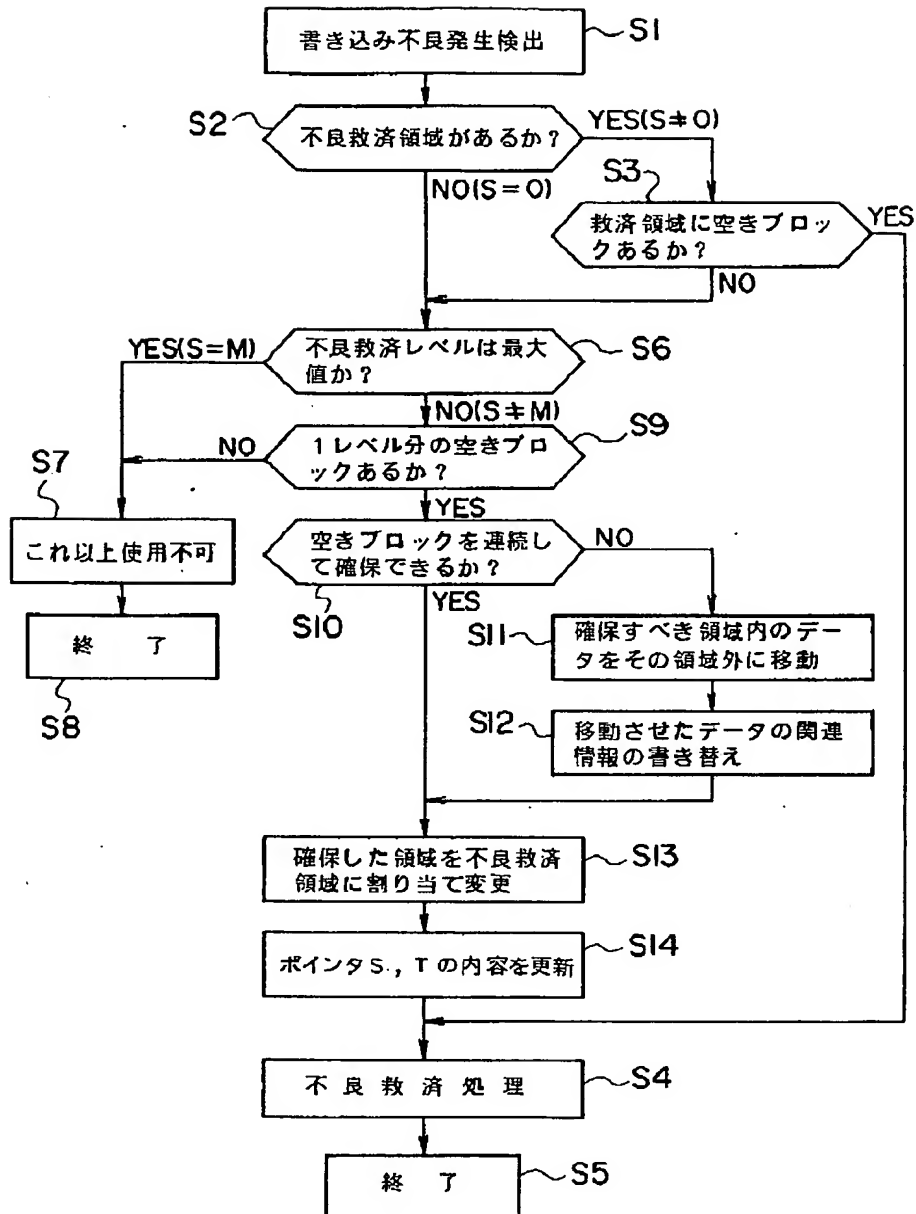 書き込み不良発生検出
S1
S2
不良救済領域があるか?
YES(S≠0)
NO(S=0)
S3
救済領域に空きブロッ
クあるか?
YES
NO
YES(S=M)
不良救済レベルは最大
値か?
S6
NO(S≠M)
NO
1レベル分の空きブロ
ックあるか?
S9
S7
YES
これ以上使用不可
空きブロックを連続し
て確保できるか?
NO
S10
YES
終 了
S8
S11
確保すべき領域内のデー
タをその領域外に移動
S12
移動させたデータの関連
情報の書き替え
確保した領域を不良救済
領域に割り当て変更
S13
ポインタS., Tの内容を更新
S14
不 良 救 済 処 理
S4
終 了
S5